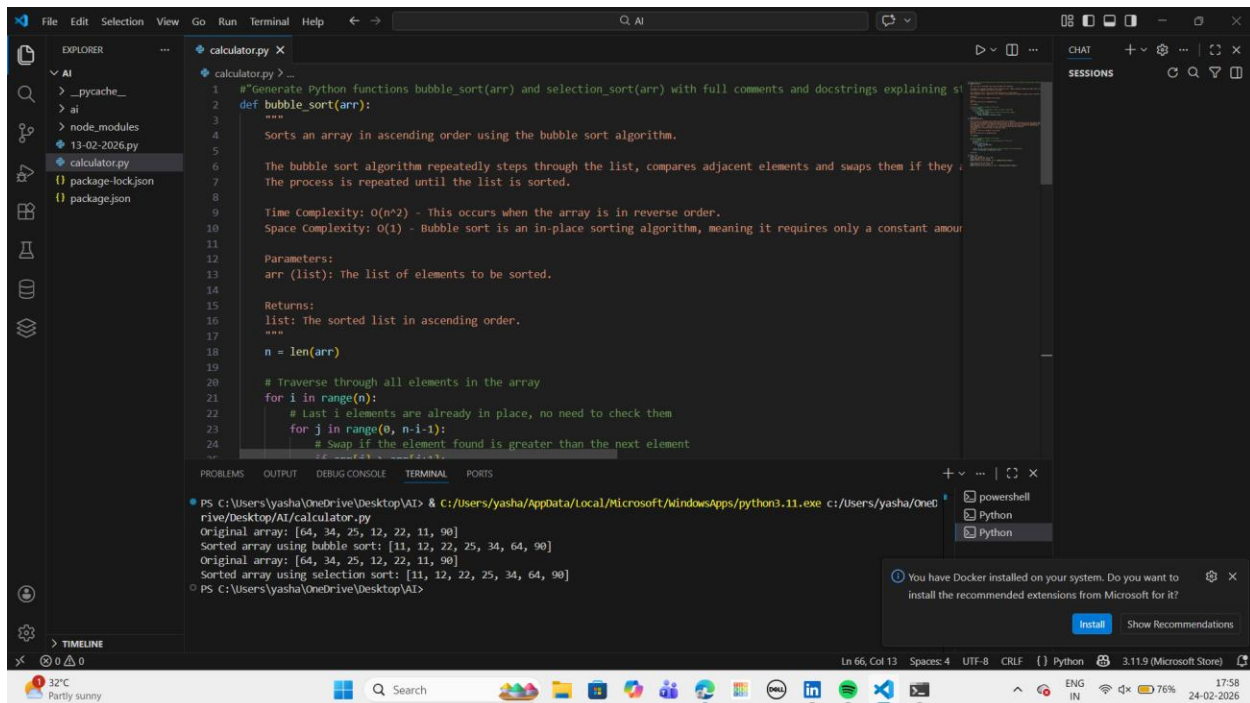 File Edit Selection View Go Run Terminal Help
AI
EXPLORER
AI
__pycache__
ai
node_modules
13-02-2026.py
calculator.py
package-lock.json
package.json
TIMELINE
calculator.py
calculator.py > ...
1 #"Generate Python functions bubble_sort(arr) and selection_sort(arr) with full comments and docstrings explaining
2 def bubble_sort(arr):
3 """
4 Sorts an array in ascending order using the bubble sort algorithm.
5
6 The bubble sort algorithm repeatedly steps through the list, compares adjacent elements and swaps them if they
7 The process is repeated until the list is sorted.
8
9 Time Complexity: O(n^2) - This occurs when the array is in reverse order.
10 Space Complexity: O(1) - Bubble sort is an in-place sorting algorithm, meaning it requires only a constant
11
12 Parameters:
13 arr (list): The list of elements to be sorted.
14
15 Returns:
16 list: The sorted list in ascending order.
17 """
18 n = len(arr)
19
20 # Traverse through all elements in the array
21 for i in range(n):
22 # Last i elements are already in place, no need to check them
23 for j in range(0, n-i-1):
24 # Swap if the element found is greater than the next element
PROBLEMS OUTPUT DEBUG CONSOLE TERMINAL PORTS
PS C:\Users\yasha\OneDrive\Desktop\AI> & C:/Users/yasha/AppData/Local/Microsoft/WindowsApps/python3.11.exe c:/Users/yasha/OneD
rive/Desktop/AI/calculator.py
Original array: [64, 34, 25, 12, 22, 11, 90]
Sorted array using bubble sort: [11, 12, 22, 25, 34, 64, 90]
Original array: [64, 34, 25, 12, 22, 11, 90]
Sorted array using selection sort: [11, 12, 22, 25, 34, 64, 90]
PS C:\Users\yasha\OneDrive\Desktop\AI>
powershell
Python
Python
CHAT
SESSIONS
You have Docker installed on your system. Do you want to
install the recommended extensions from Microsoft for it?
Install Show Recommendations
0 0
Ln 66, Col 13 Spaces: 4 UTF-8 CRLF {} Python 3.11.9 (Microsoft Store)
1
32°C
Partly sunny
Search
DELL
in
ENG
IN
76%
17:58
24-02-2026